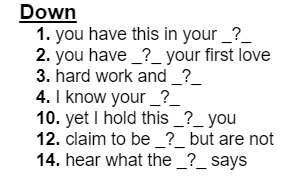 Down
1. you have this in your _?_
2. you have _?_ your first love
3. hard work and _?_
4. I know your _?_
10. yet I hold this _?_ you
12. claim to be _?_ but are not
14. hear what the _?_ says